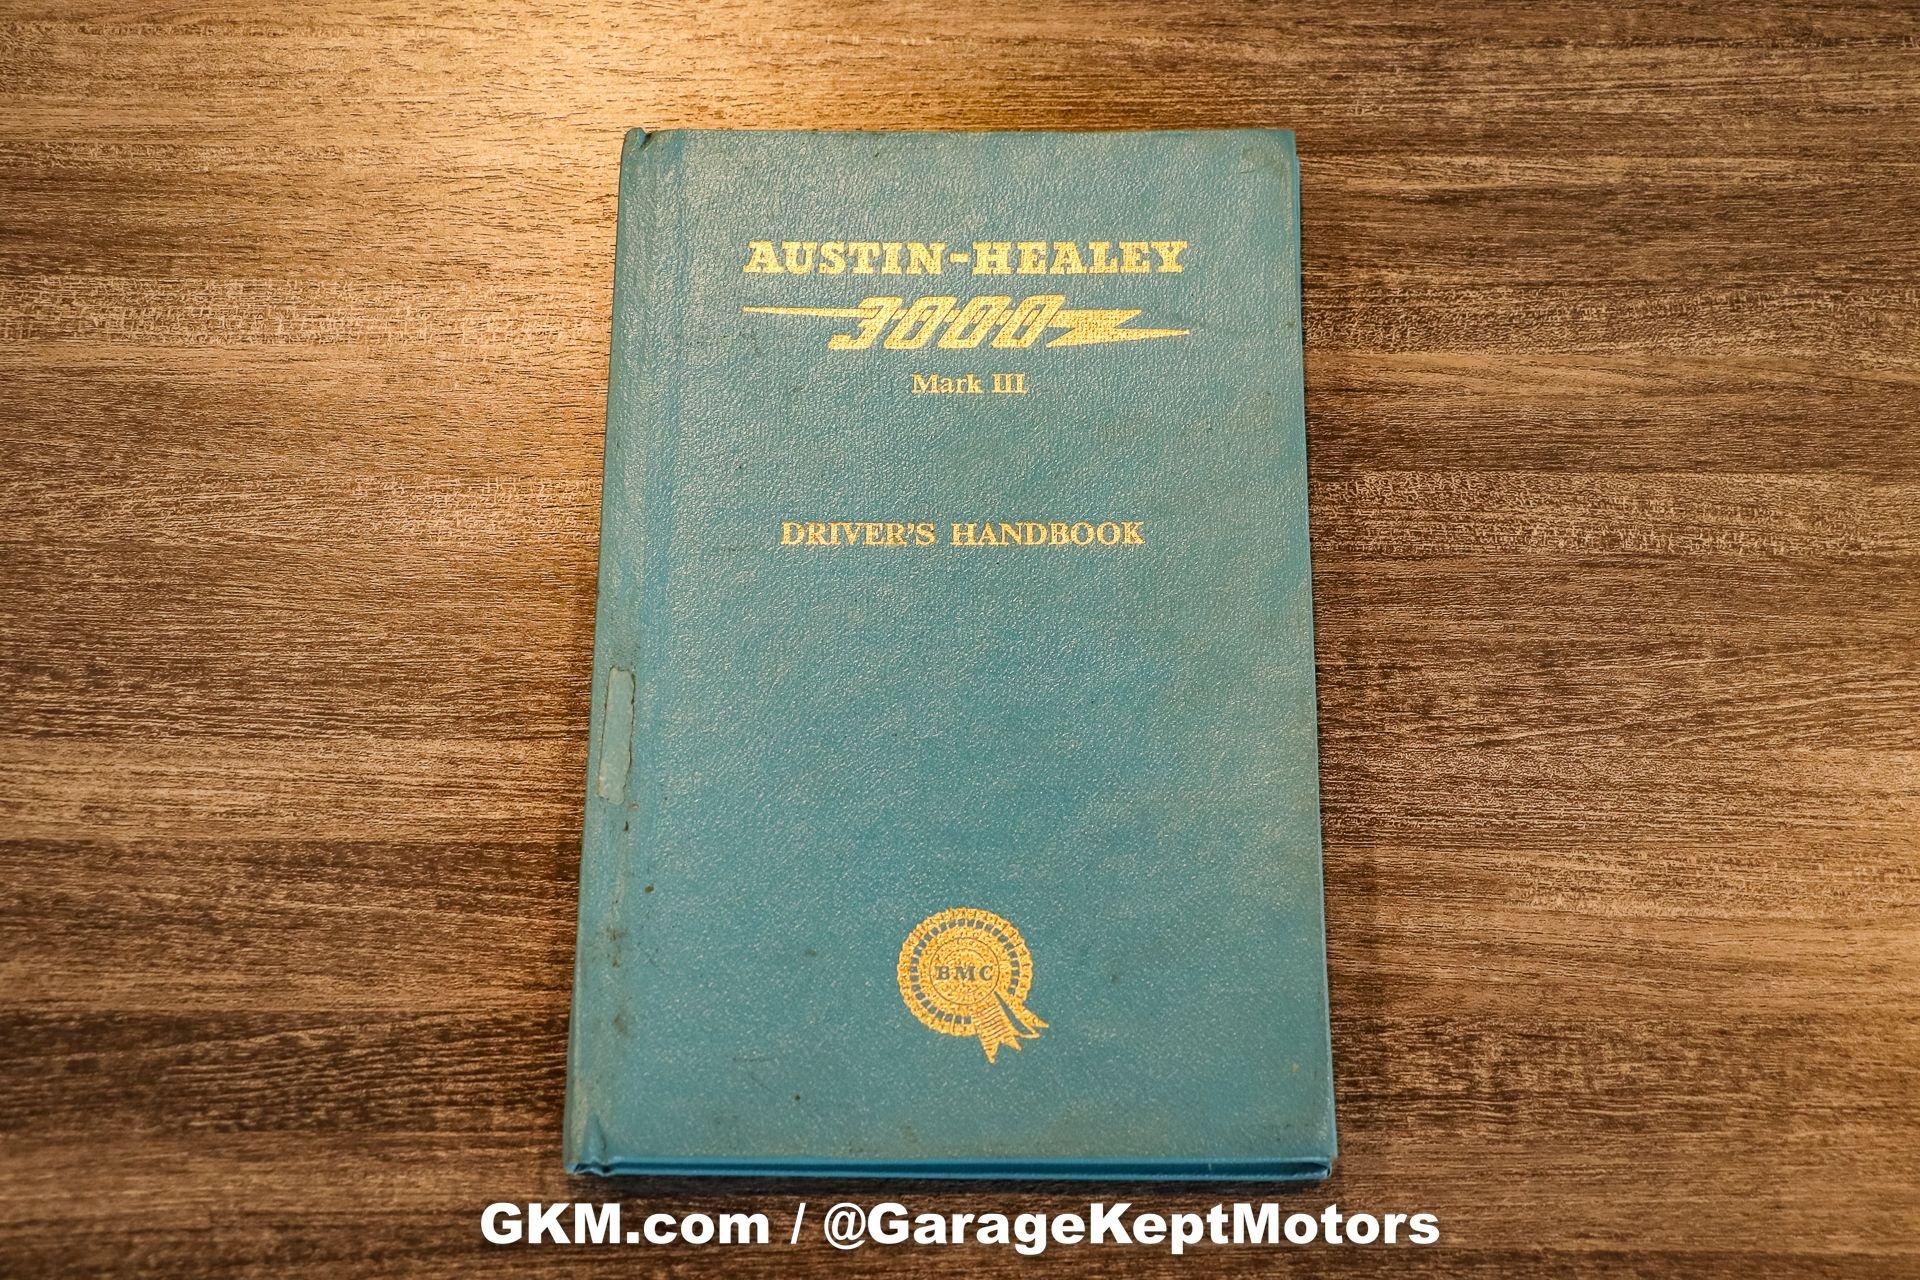 AUSTIN-HEALEY
3000
Mark III
DRIVER'S HANDBOOK
BMC
GKM.com / @GarageKeptMotors